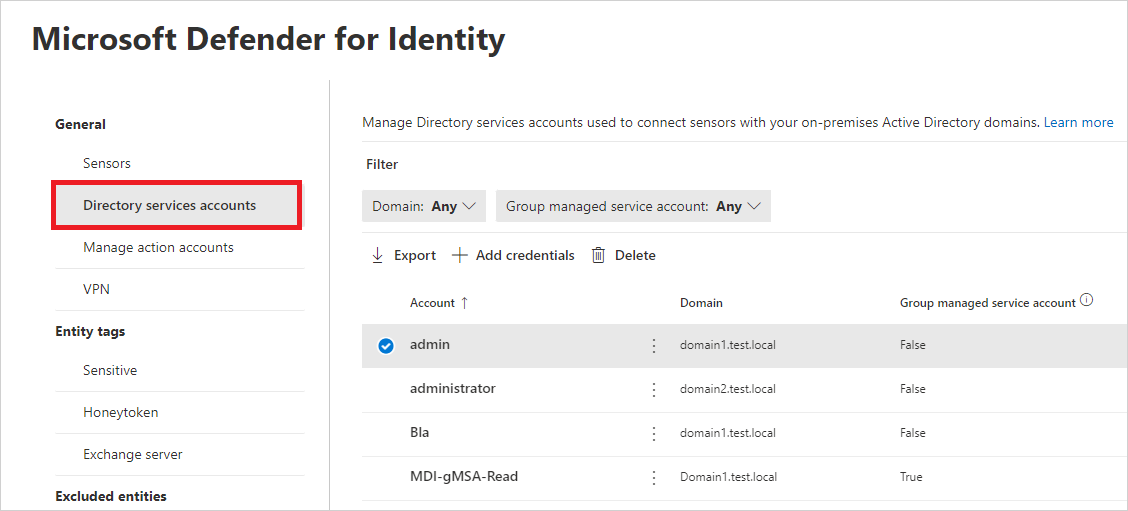 Microsoft Defender for Identity
General
Sensors
Directory services accounts
Manage action accounts
VPN
Entity tags
Sensitive
Honeytoken
Exchange server
Excluded entities
Manage Directory services accounts used to connect sensors with your on-premises Active Directory domains. Learn more
Filter
Domain: Any Group managed service account: Any
Export Add credentials Delete
Account Domain Group managed service account
admin domain1.test.local False
administrator domain2.test.local False
Bla domain1.test.local False
MDI-gMSA-Read Domain1.test.local True